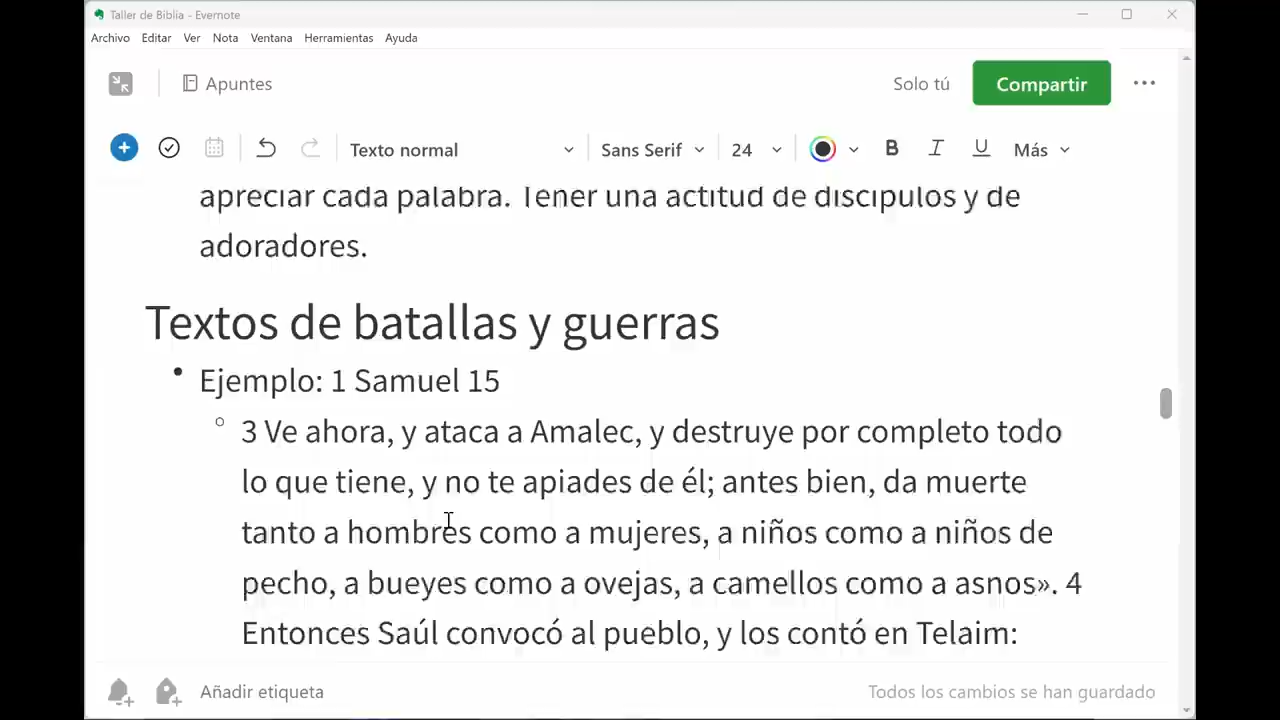 Taller de Biblia - Evernote
Archivo Editar Ver Nota Ventana Herramientas Ayuda
Apuntes Solo tú Compartir
Texto normal Sans Serif 24 B I U Más
apreciar cada palabra. Tener una actitud de discípulos y de
adoradores.
Textos de batallas y guerras
• Ejemplo: 1 Samuel 15
○ 3 Ve ahora, y ataca a Amalec, y destruye por completo todo
lo que tiene, y no te apiades de él; antes bien, da muerte
tanto a hombres como a mujeres, a niños como a niños de
pecho, a bueyes como a ovejas, a camellos como a asnos». 4
Entonces Saúl convocó al pueblo, y los contó en Telaim:
Añadir etiqueta Todos los cambios se han guardado